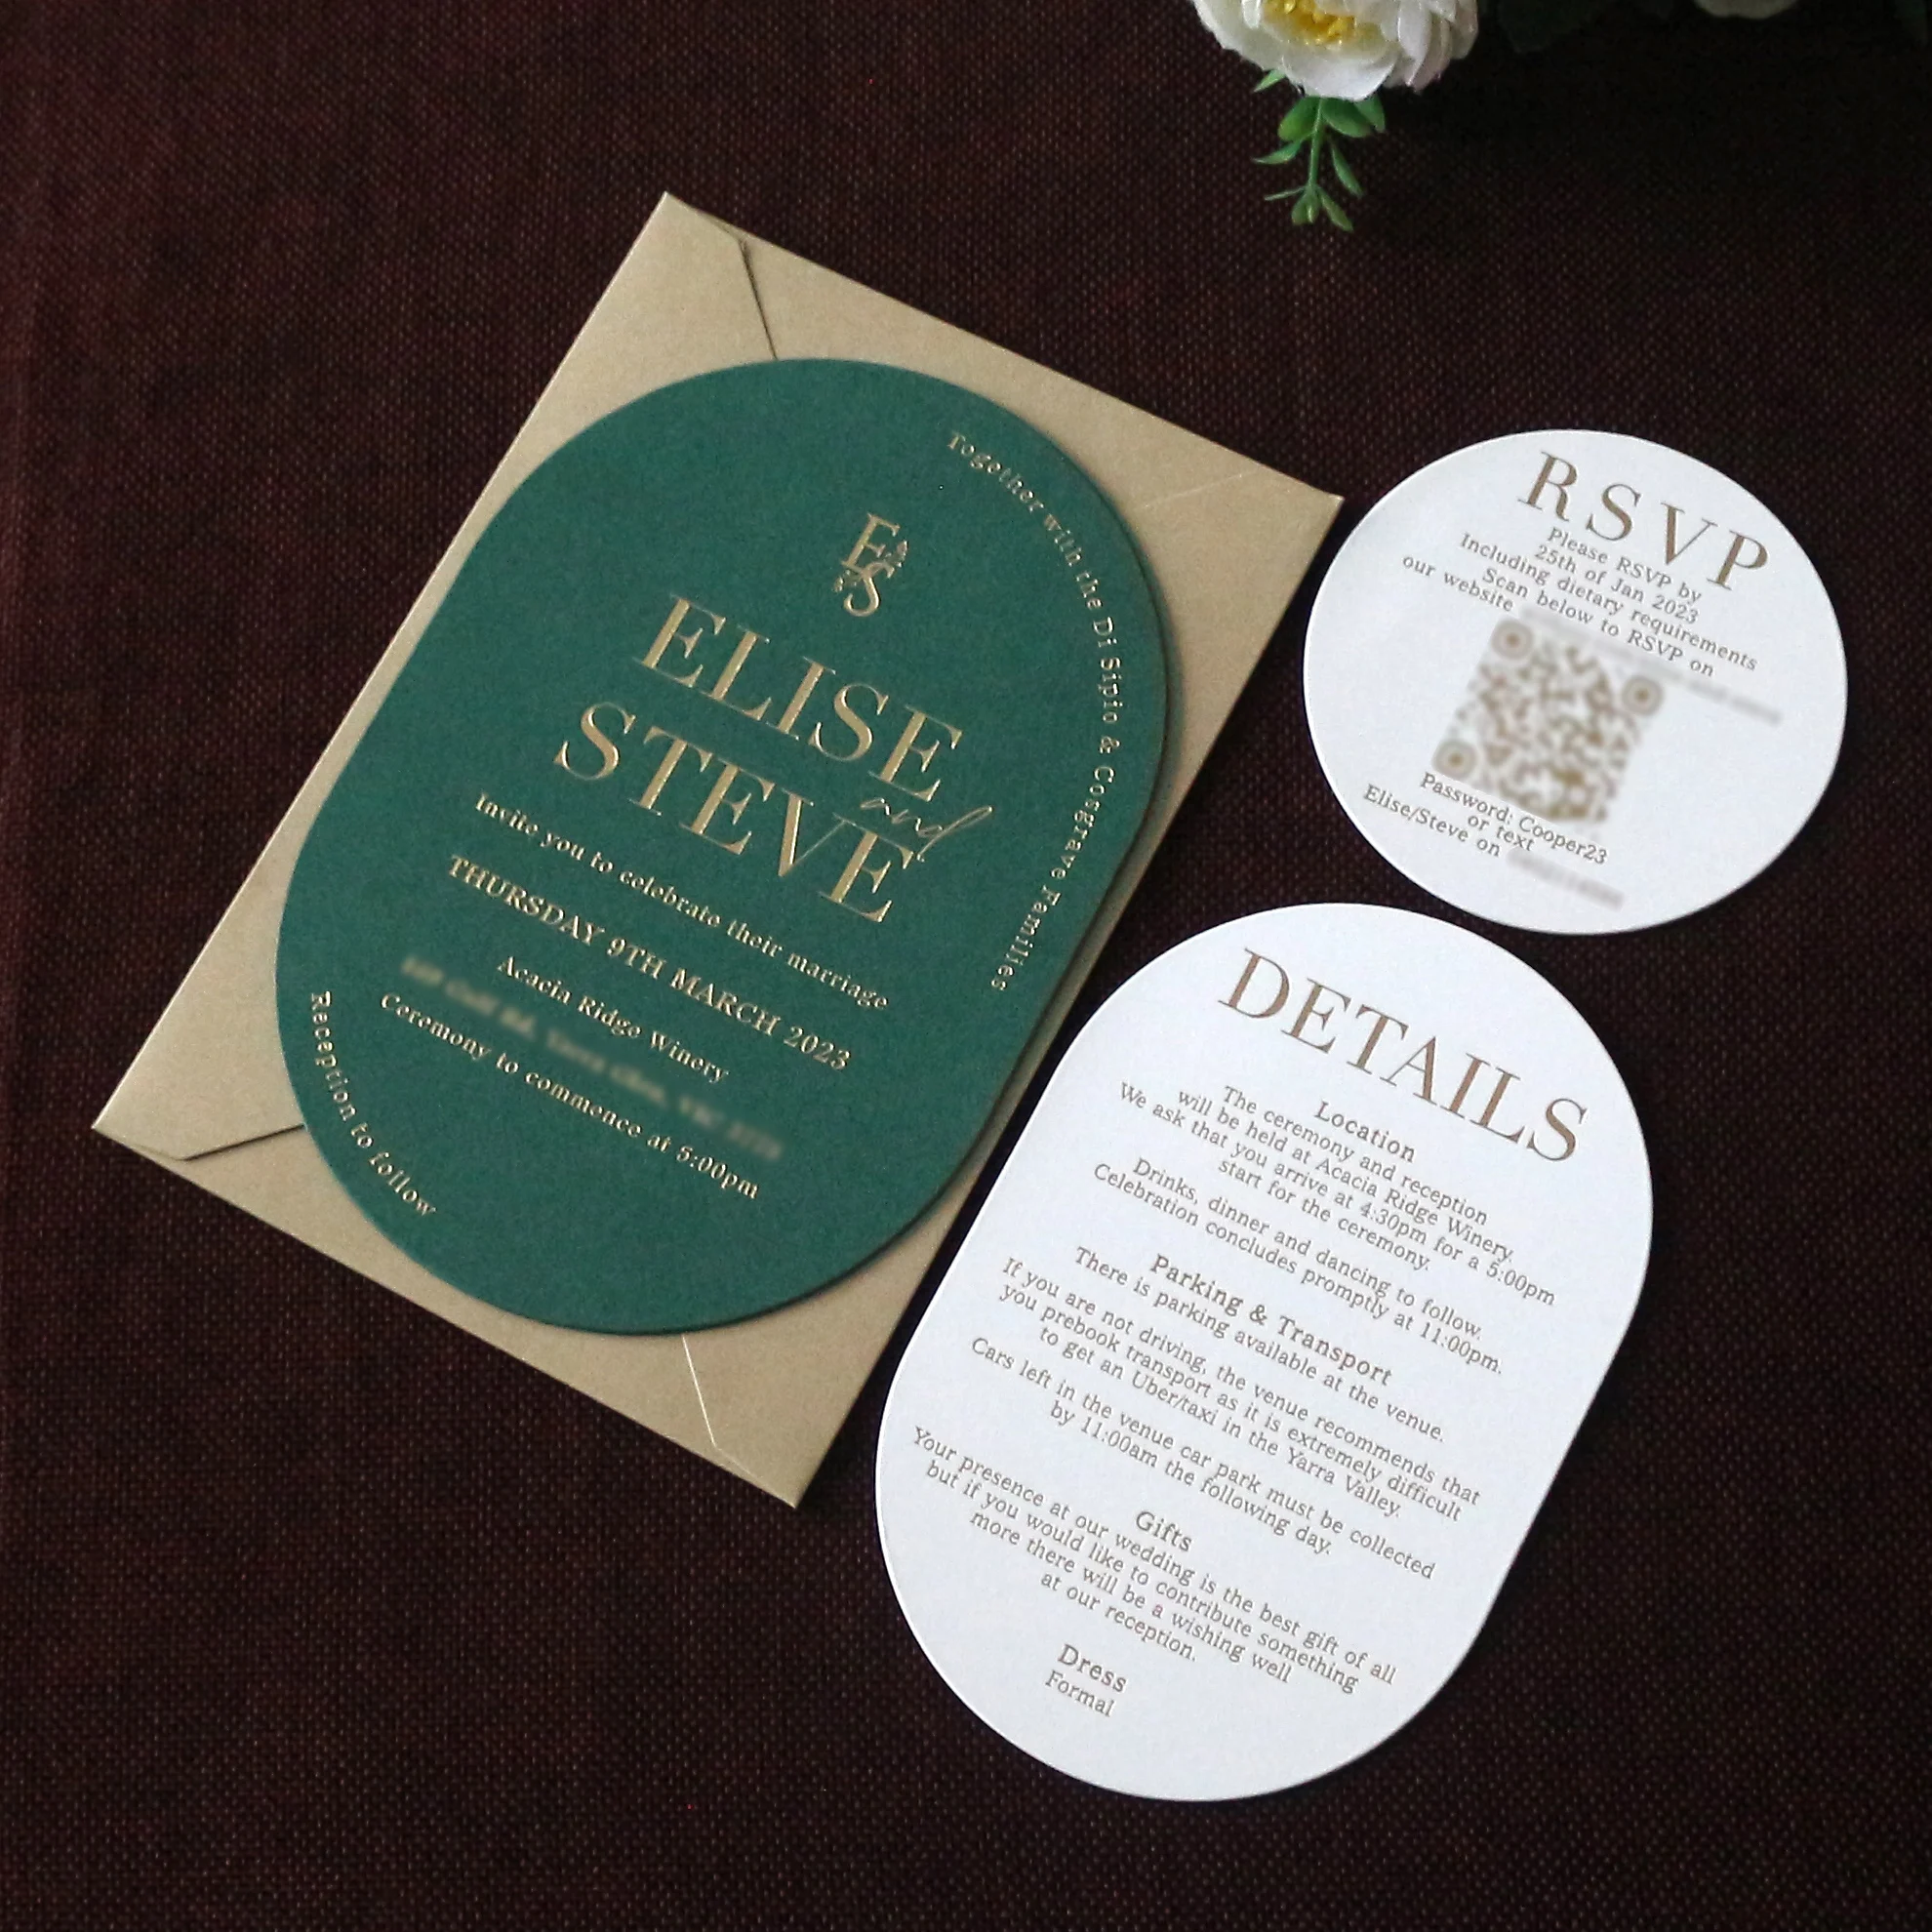 Together with the Di Sipio & Cosgrave Families
E
S
ELISE
and
STEVE
Invite you to celebrate their marriage
THURSDAY 9TH MARCH 2023
Acacia Ridge Winery
Ceremony to commence at 5:00pm
Reception to follow
RSVP
Please RSVP by
25th of Jan 2023
Including dietary requirements
Scan below to RSVP on
our website
Password: Cooper23
or text
Elise/Steve on
DETAILS
Location
The ceremony and reception
will be held at Acacia Ridge Winery.
We ask that you arrive at 4:30pm for a 5:00pm
start for the ceremony.
Drinks, dinner and dancing to follow.
Celebration concludes promptly at 11:00pm.
Parking & Transport
There is parking available at the venue.
If you are not driving, the venue recommends that
you prebook transport as it is extremely difficult
to get an Uber/taxi in the Yarra Valley.
Cars left in the venue car park must be collected
by 11:00am the following day.
Gifts
Your presence at our wedding is the best gift of all
but if you would like to contribute something
more there will be a wishing well
at our reception.
Dress
Formal